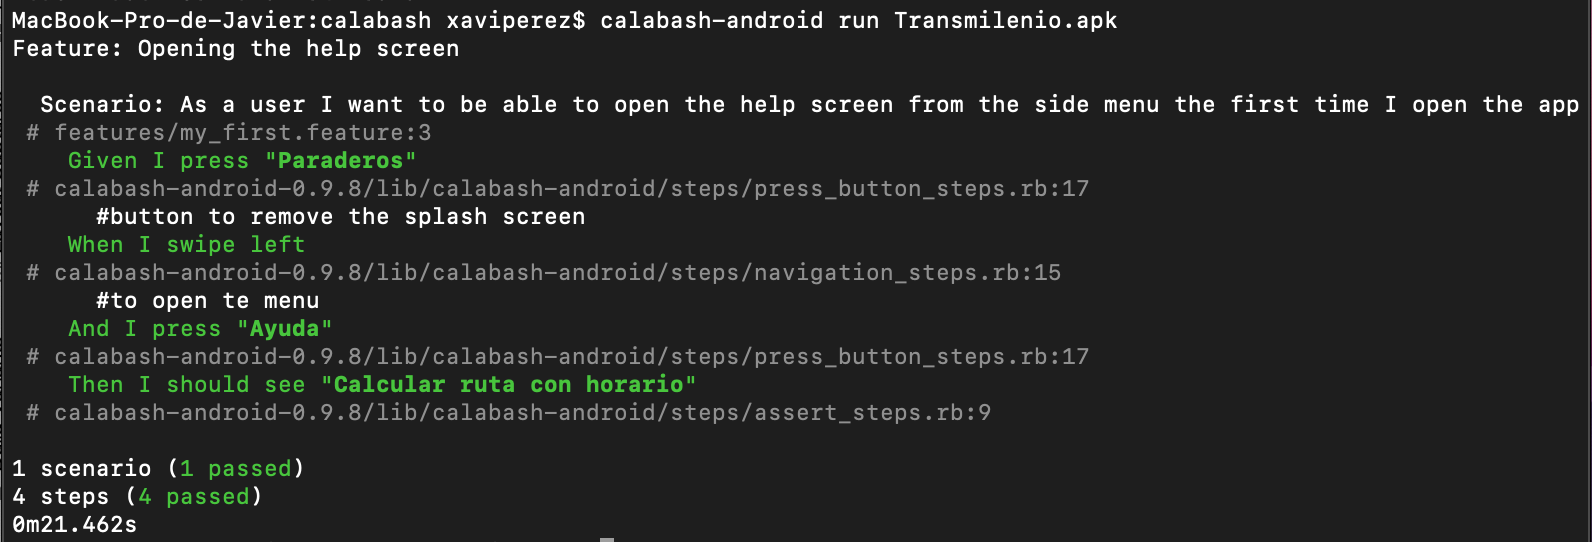 MacBook-Pro-de-Javier:calabash xaviperez$ calabash-android run Transmilenio.apk
Feature: Opening the help screen
Scenario: As a user I want to be able to open the help screen from the side menu the first time I open the app
# features/my_first.feature:3
Given I press "Paraderos"
# calabash-android-0.9.8/lib/calabash-android/steps/press_button_steps.rb:17
#button to remove the splash screen
When I swipe left
# calabash-android-0.9.8/lib/calabash-android/steps/navigation_steps.rb:15
#to open te menu
And I press "Ayuda"
# calabash-android-0.9.8/lib/calabash-android/steps/press_button_steps.rb:17
Then I should see "Calcular ruta con horario"
# calabash-android-0.9.8/lib/calabash-android/steps/assert_steps.rb:9
1 scenario (1 passed)
4 steps (4 passed)
0m21.462s